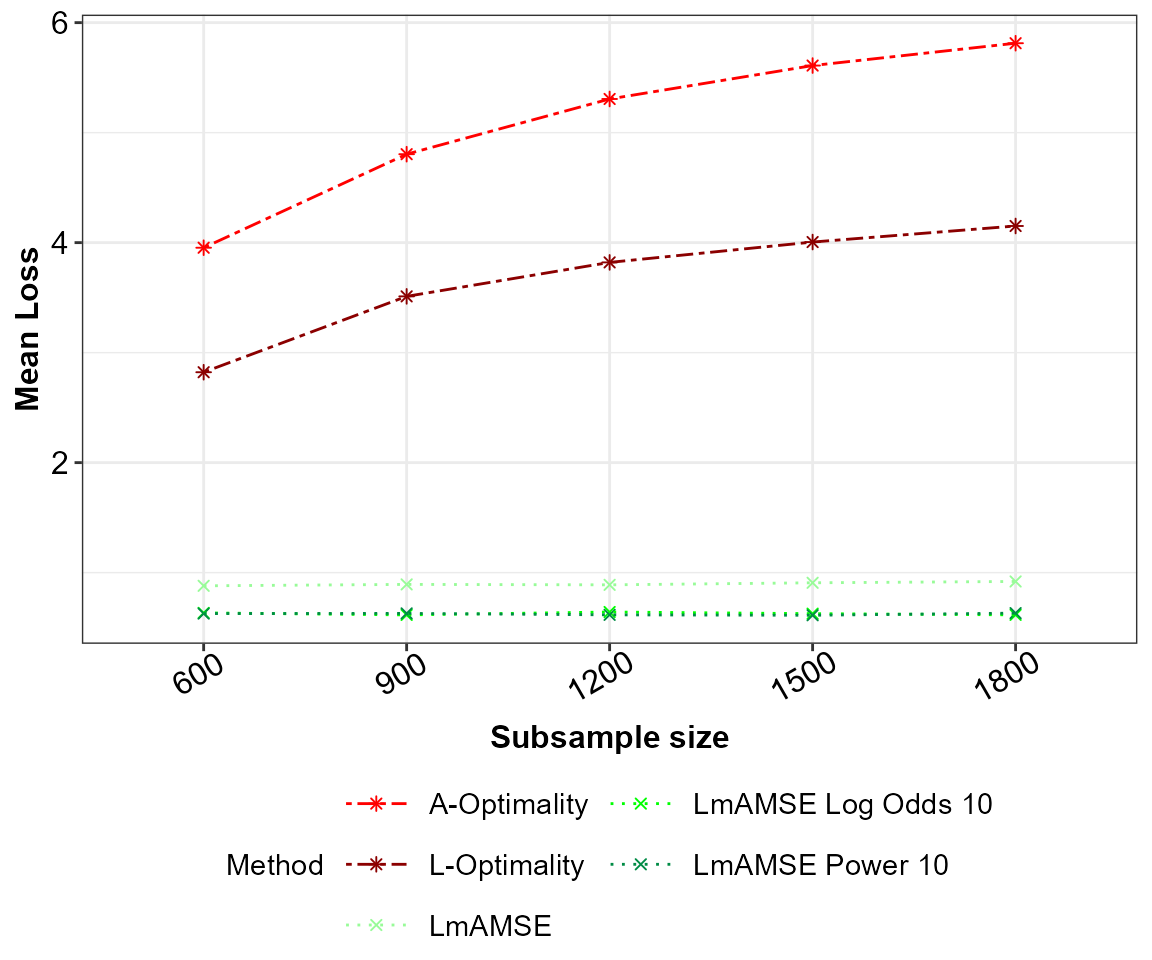 6
4
2
Mean Loss
600 900 1200 1500 1800
Subsample size
A-Optimality LmAMSE Log Odds 10
Method L-Optimality LmAMSE Power 10
LmAMSE